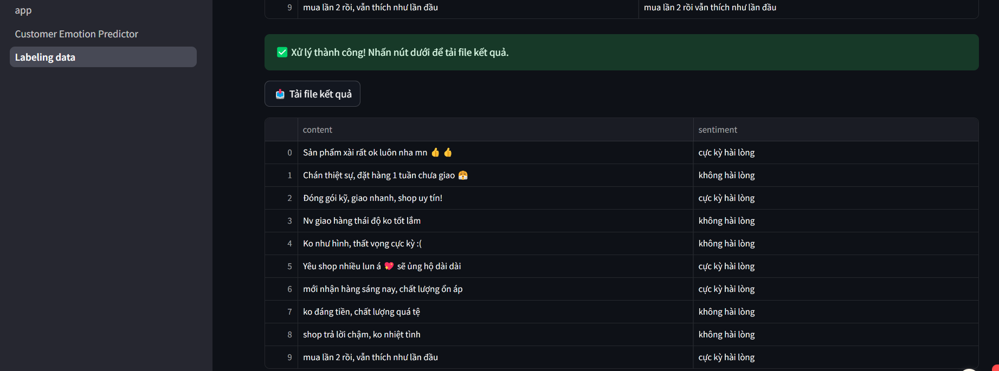 app
Customer Emotion Predictor
Labeling data
9 mua lần 2 rồi, vẫn thích như lần đầu mua lần 2 rồi vẫn thích như lần đầu
✅ Xử lý thành công! Nhấn nút dưới để tải file kết quả.
📥 Tải file kết quả
content sentiment
0 Sản phẩm xài rất ok luôn nha mn 👍 👍 cực kỳ hài lòng
1 Chán thiệt sự, đặt hàng 1 tuần chưa giao 😤 không hài lòng
2 Đóng gói kỹ, giao nhanh, shop uy tín! cực kỳ hài lòng
3 Nv giao hàng thái độ ko tốt lắm không hài lòng
4 Ko như hình, thất vọng cực kỳ :( không hài lòng
5 Yêu shop nhiều lun á 💖 sẽ ủng hộ dài dài cực kỳ hài lòng
6 mới nhận hàng sáng nay, chất lượng ổn áp cực kỳ hài lòng
7 ko đáng tiền, chất lượng quá tệ không hài lòng
8 shop trả lời chậm, ko nhiệt tình không hài lòng
9 mua lần 2 rồi, vẫn thích như lần đầu cực kỳ hài lòng